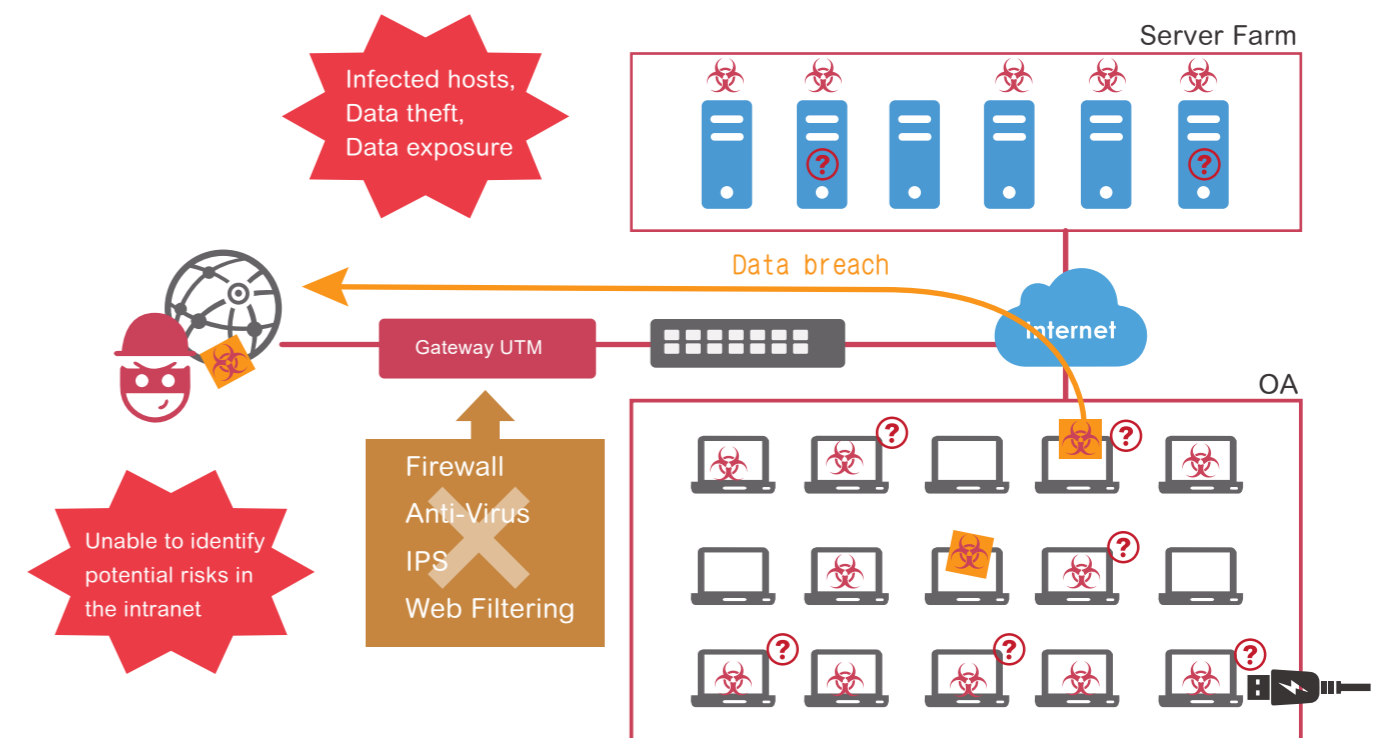 Server Farm
Infected hosts,
Data theft,
Data exposure
?
?
Data breach
Internet
Gateway UTM
OA
?
?
Firewall
Anti-Virus
IPS
Web Filtering
Unable to identify
potential risks in
the intranet
?
?
?
?